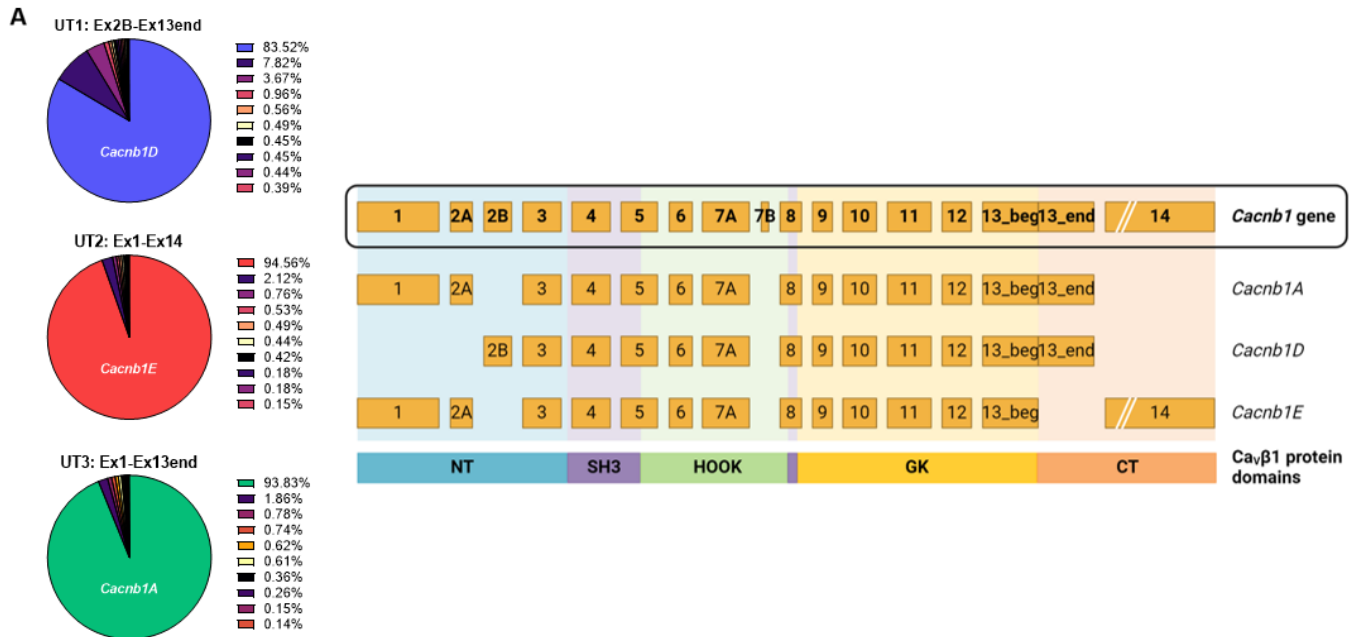 A
UT1: Ex2B-Ex13end
Cacnb1D
83.52%
7.82%
3.67%
0.96%
0.56%
0.49%
0.45%
0.45%
0.44%
0.39%
UT2: Ex1-Ex14
Cacnb1E
94.56%
2.12%
0.76%
0.53%
0.49%
0.44%
0.42%
0.18%
0.18%
0.15%
UT3: Ex1-Ex13end
Cacnb1A
93.83%
1.86%
0.78%
0.74%
0.62%
0.61%
0.36%
0.26%
0.15%
0.14%
1 2A 2B 3 4 5 6 7A 7B 8 9 10 11 12 13_beg 13_end 14 Cacnb1 gene
1 2A 3 4 5 6 7A 8 9 10 11 12 13_beg 13_end Cacnb1A
2B 3 4 5 6 7A 8 9 10 11 12 13_beg 13_end Cacnb1D
1 2A 3 4 5 6 7A 8 9 10 11 12 13_beg 14 Cacnb1E
NT SH3 HOOK GK CT CaVβ1 protein
domains